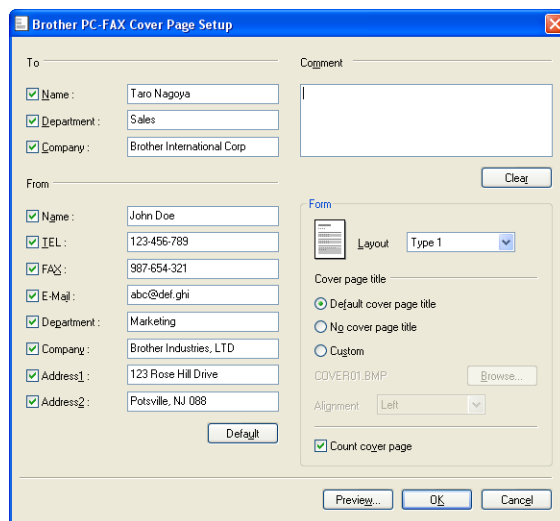 Brother PC-FAX Cover Page Setup
To
Name : Taro Nagoya
Department : Sales
Company : Brother International Corp
From
Name : John Doe
TEL : 123-456-789
FAX : 987-654-321
E-Mail : abc@def.ghi
Department : Marketing
Company : Brother Industries, LTD
Address1 : 123 Rose Hill Drive
Address2 : Potsville, NJ 088
Default
Comment
Clear
Form
Layout Type 1
Cover page title
Default cover page title
No cover page title
Custom
COVER01.BMP Browse...
Alignment Left
Count cover page
Preview... OK Cancel